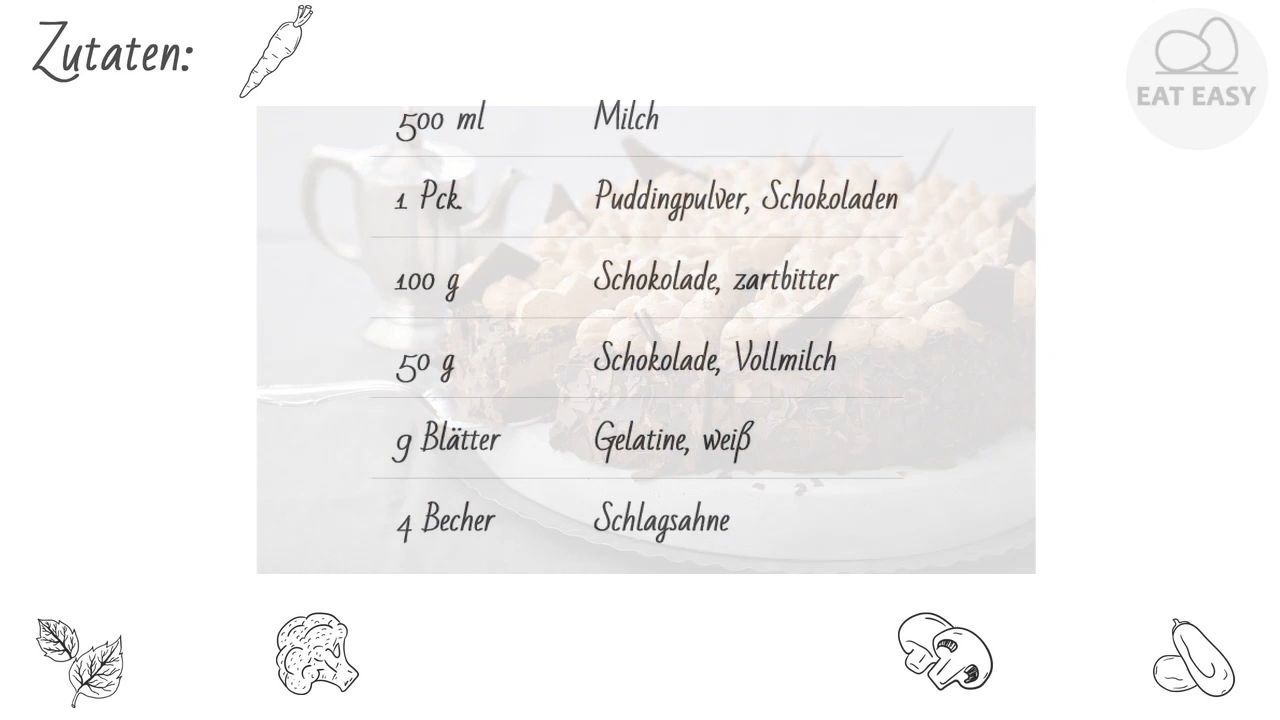 Zutaten:
EAT EASY
500 ml Milch
1 Pck. Puddingpulver, Schokoladen
100 g Schokolade, zartbitter
50 g Schokolade, Vollmilch
9 Blätter Gelatine, weiß
4 Becher Schlagsahne